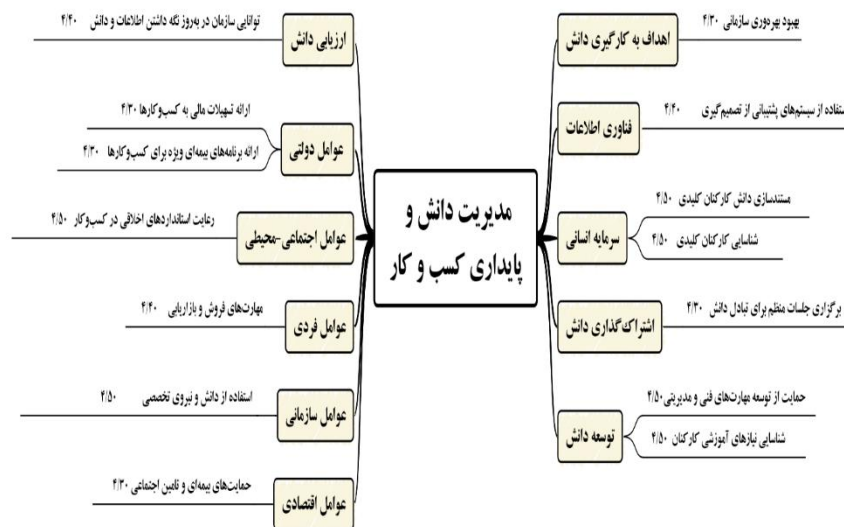 مدیریت دانش و
پایداری کسب و کار
اهداف به کارگیری دانش
بهبود بهره‌وری سازمانی ۴/۳۰
فناوری اطلاعات
ستفاده از سیستم‌های پشتیبانی از تصمیم‌گیری ۴/۴۰
سرمایه انسانی
مستندسازی دانش کارکنان کلیدی ۴/۵۰
شناسایی کارکنان کلیدی ۴/۵۰
اشتراک‌گذاری دانش
برگزاری جلسات منظم برای تبادل دانش ۴/۳۰
توسعه دانش
حمایت از توسعه مهارت‌های فنی و مدیریتی۴/۵۰
شناسایی نیازهای آموزشی کارکنان ۴/۵۰
ارزیابی دانش
توانایی سازمان در به‌روز نگه داشتن اطلاعات و دانش ۴/۴۰
عوامل دولتی
ارائه تسهیلات مالی به کسب‌وکارها ۴/۳۰
ارائه برنامه‌های بیمه‌ای ویژه برای کسب‌وکارها ۴/۳۰
عوامل اجتماعی-محیطی
رعایت استانداردهای اخلاقی در کسب‌وکار ۴/۵۰
عوامل فردی
مهارت‌های فروش و بازاریابی ۴/۴۰
عوامل سازمانی
استفاده از دانش و نیروی تخصصی ۴/۵۰
عوامل اقتصادی
حمایت‌های بیمه‌ای و تامین اجتماعی ۴/۳۰